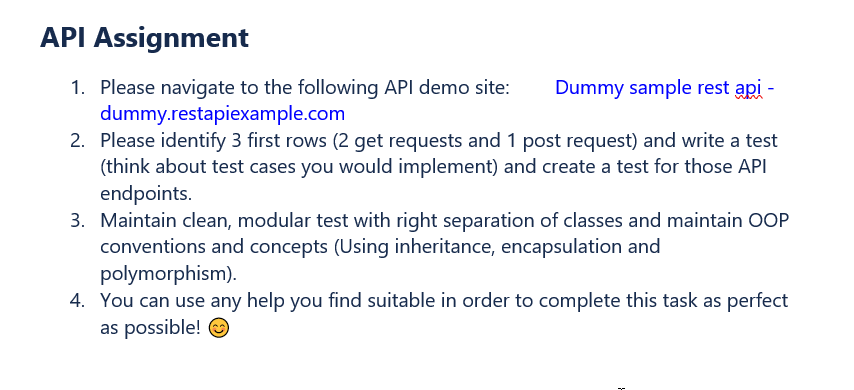 API Assignment
1. Please navigate to the following API demo site: Dummy sample rest api -
dummy.restapiexample.com
2. Please identify 3 first rows (2 get requests and 1 post request) and write a test
(think about test cases you would implement) and create a test for those API
endpoints.
3. Maintain clean, modular test with right separation of classes and maintain OOP
conventions and concepts (Using inheritance, encapsulation and
polymorphism).
4. You can use any help you find suitable in order to complete this task as perfect
as possible! 😊